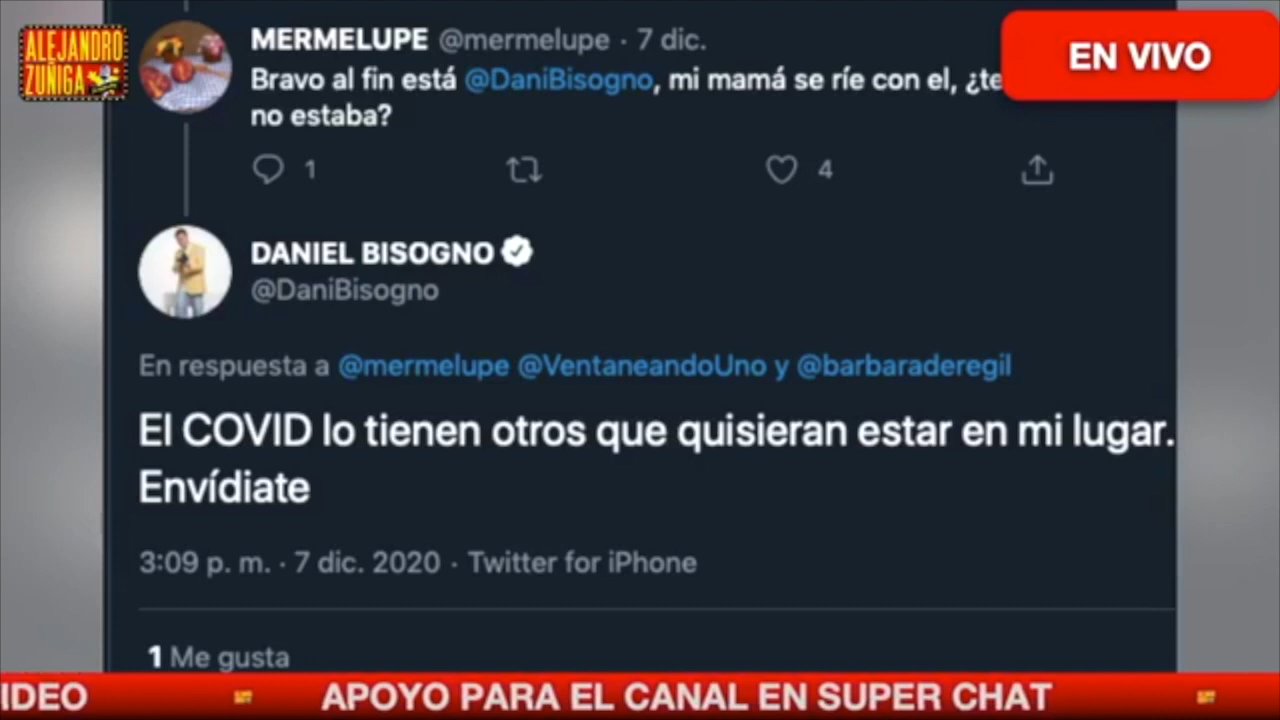 ALEJANDRO
ZUÑIGA
MERMELUPE @mermelupe · 7 dic.
EN VIVO
Bravo al fin está @DaniBisogno, mi mamá se ríe con el, ¿te
no estaba?
1
4
DANIEL BISOGNO
@DaniBisogno
En respuesta a @mermelupe @VentaneandoUno y @barbaraderegil
El COVID lo tienen otros que quisieran estar en mi lugar.
Envídiate
3:09 p. m. · 7 dic. 2020 · Twitter for iPhone
1 Me gusta
IDEO APOYO PARA EL CANAL EN SUPER CHAT